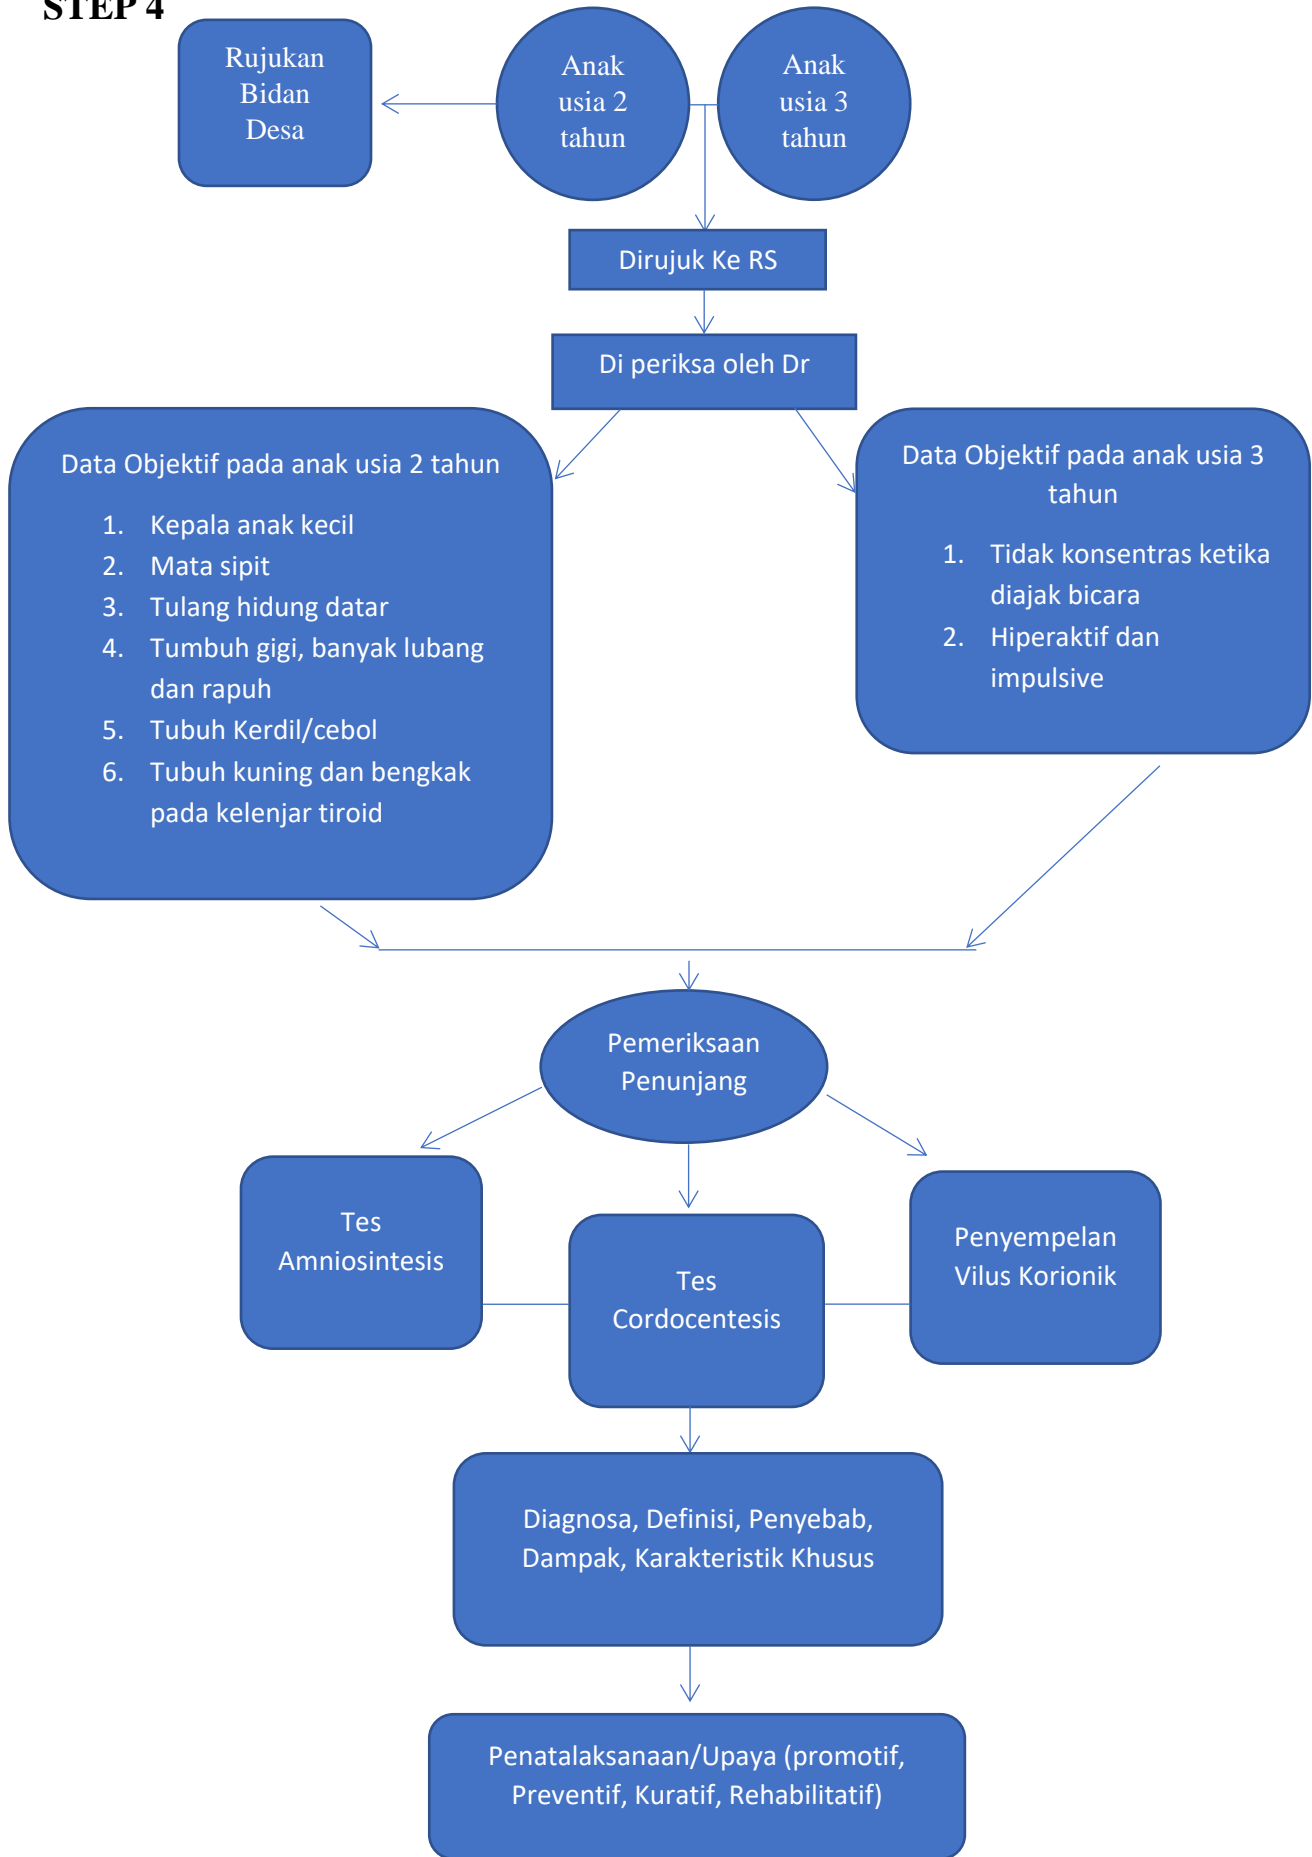 STEP 4
Rujukan
Bidan
Desa
Anak
usia 2
tahun
Anak
usia 3
tahun
Dirujuk Ke RS
Di periksa oleh Dr
Data Objektif pada anak usia 2 tahun
1. Kepala anak kecil
2. Mata sipit
3. Tulang hidung datar
4. Tumbuh gigi, banyak lubang
dan rapuh
5. Tubuh Kerdil/cebol
6. Tubuh kuning dan bengkak
pada kelenjar tiroid
Data Objektif pada anak usia 3
tahun
1. Tidak konsentras ketika
diajak bicara
2. Hiperaktif dan
impulsive
Pemeriksaan
Penunjang
Tes
Amniosintesis
Tes
Cordocentesis
Penyempelan
Vilus Korionik
Diagnosa, Definisi, Penyebab,
Dampak, Karakteristik Khusus
Penatalaksanaan/Upaya (promotif,
Preventif, Kuratif, Rehabilitatif)